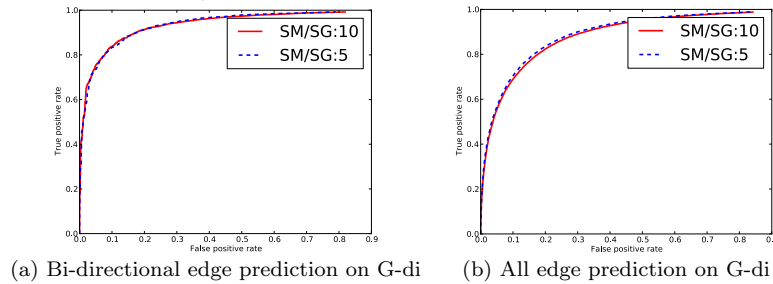 SM/SG:10
SM/SG:5
True positive rate
1.0
0.8
0.6
0.4
0.2
0.0
0.0 0.1 0.2 0.3 0.4 0.5 0.6 0.7 0.8 0.9
False positive rate
(a) Bi-directional edge prediction on G-di
SM/SG:10
SM/SG:5
True positive rate
1.0
0.8
0.6
0.4
0.2
0.0
0.0 0.1 0.2 0.3 0.4 0.5 0.6 0.7 0.8 0.
False positive rate
(b) All edge prediction on G-di